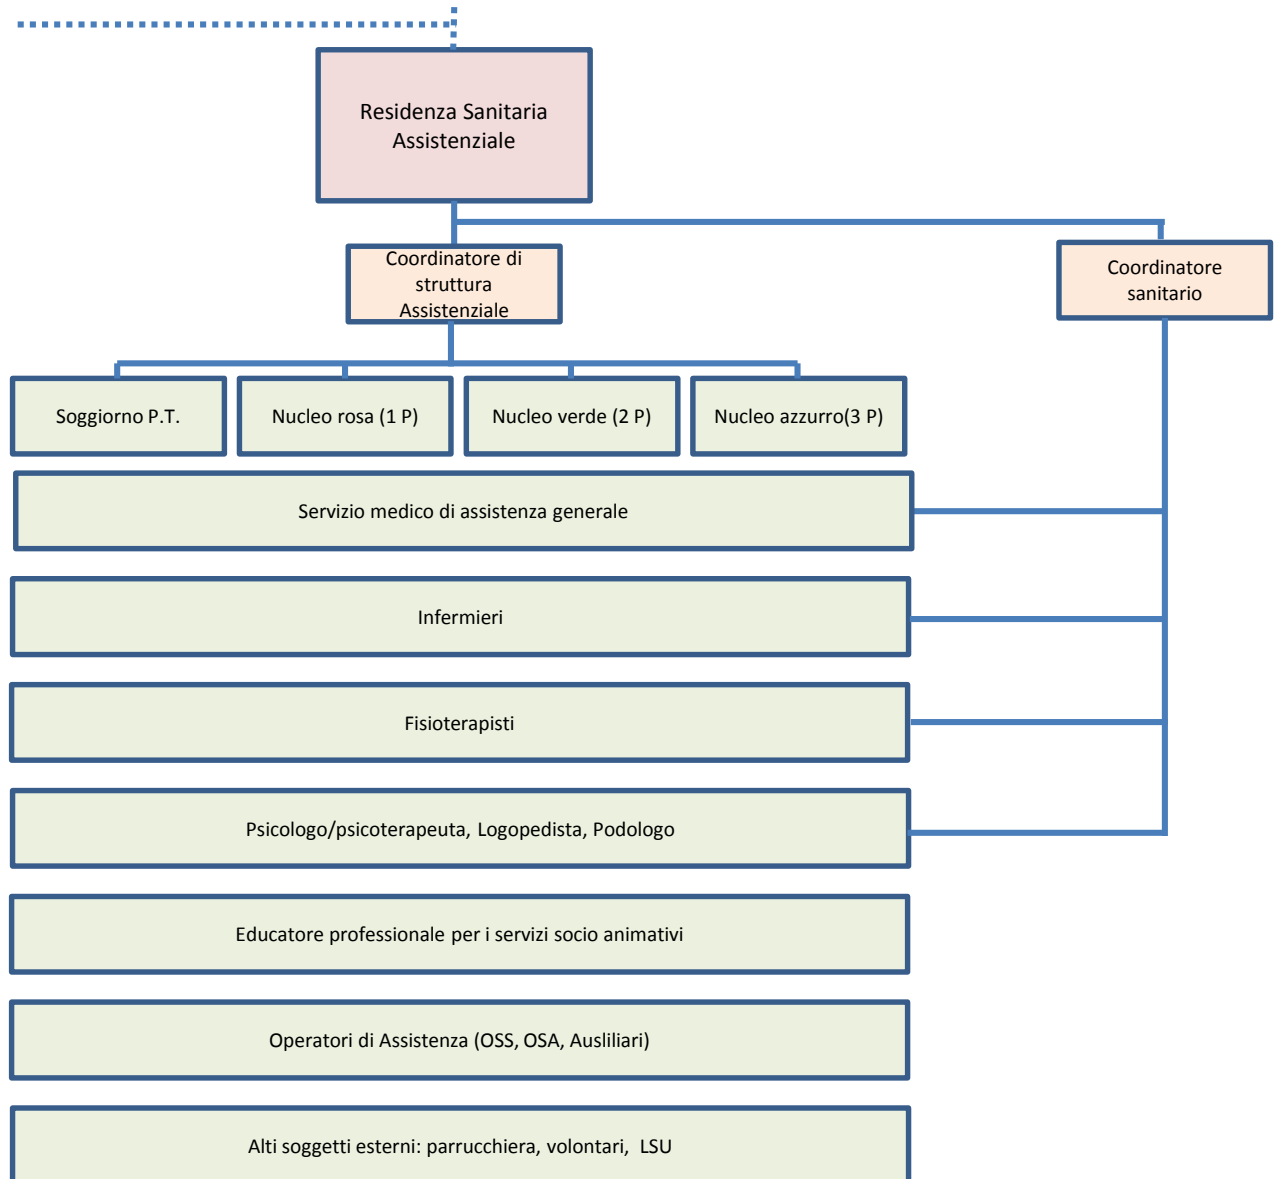 Residenza Sanitaria
Assistenziale
Coordinatore di
struttura
Assistenziale
Coordinatore
sanitario
Soggiorno P.T.
Nucleo rosa (1 P)
Nucleo verde (2 P)
Nucleo azzurro(3 P)
Servizio medico di assistenza generale
Infermieri
Fisioterapisti
Psicologo/psicoterapeuta, Logopedista, Podologo
Educatore professionale per i servizi socio animativi
Operatori di Assistenza (OSS, OSA, Ausliliari)
Alti soggetti esterni: parrucchiera, volontari, LSU